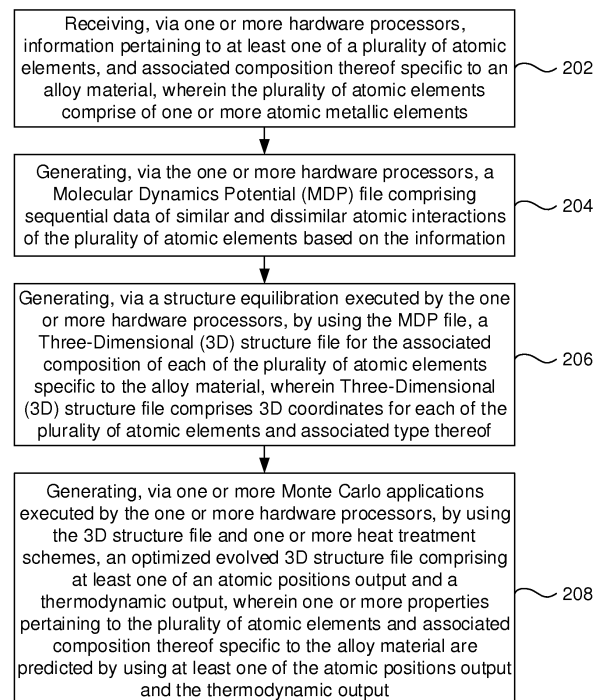 Receiving, via one or more hardware processors,
information pertaining to at least one of a plurality of atomic
elements, and associated composition thereof specific to an
alloy material, wherein the plurality of atomic elements
comprise of one or more atomic metallic elements
202
Generating, via the one or more hardware processors, a
Molecular Dynamics Potential (MDP) file comprising
sequential data of similar and dissimilar atomic interactions
of the plurality of atomic elements based on the information
204
Generating, via a structure equilibration executed by the one
or more hardware processors, by using the MDP file, a
Three-Dimensional (3D) structure file for the associated
composition of each of the plurality of atomic elements
specific to the alloy material, wherein Three-Dimensional
(3D) structure file comprises 3D coordinates for each of the
plurality of atomic elements and associated type thereof
206
Generating, via one or more Monte Carlo applications
executed by the one or more hardware processors, by using
the 3D structure file and one or more heat treatment
schemes, an optimized evolved 3D structure file comprising
at least one of an atomic positions output and a
thermodynamic output, wherein one or more properties
pertaining to the plurality of atomic elements and associated
composition thereof specific to the alloy material are
predicted by using at least one of the atomic positions output
and the thermodynamic output
208